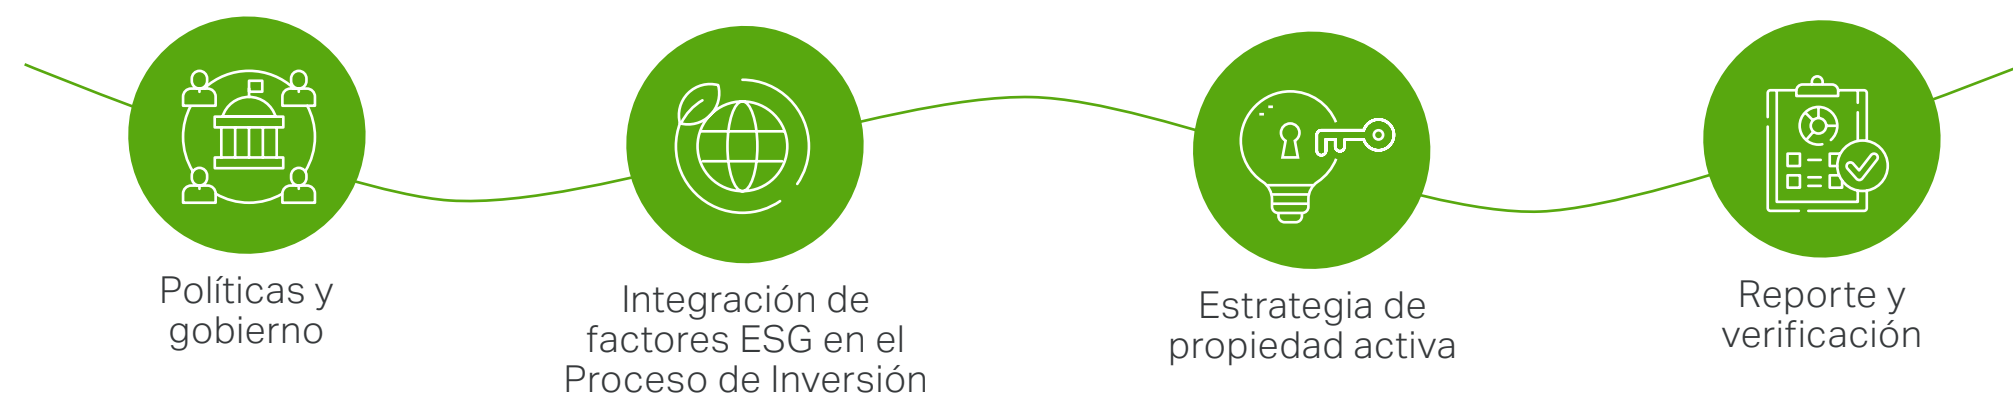 Políticas y
gobierno
Integración de
factores ESG en el
Proceso de Inversión
Estrategia de
propiedad activa
Reporte y
verificación